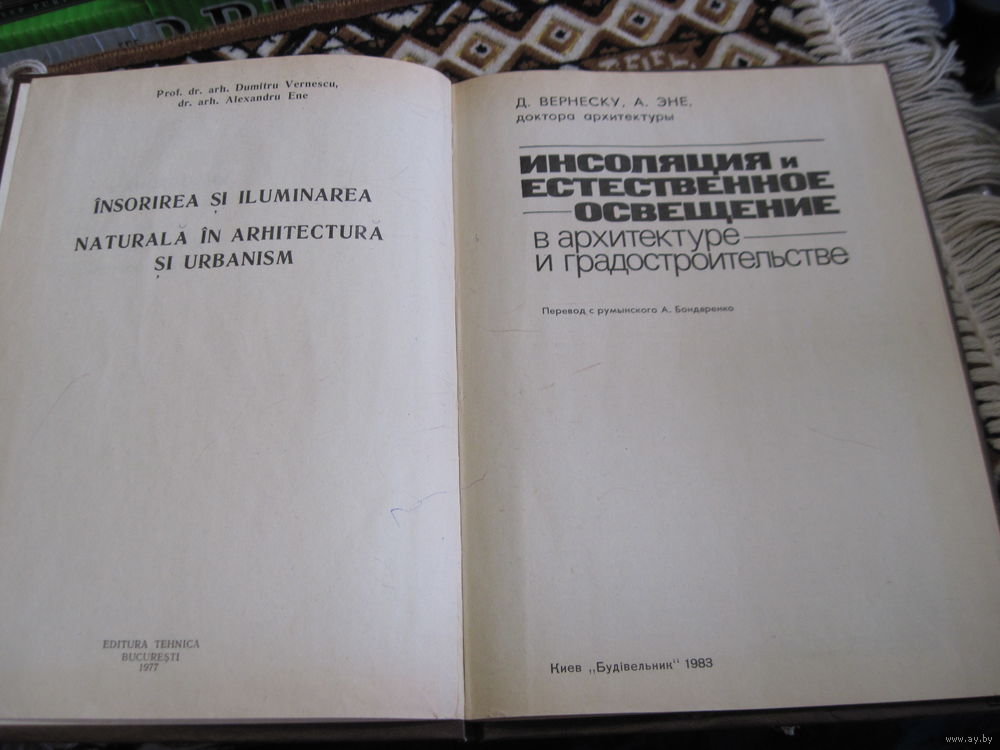 Prof. dr. arh. Dumitru Vernescu,
dr. arh. Alexandru Ene
ÎNSORIREA ȘI ILUMINAREA
NATURALĂ ÎN ARHITECTURĂ
ȘI URBANISM
EDITURA TEHNICA
BUCUREȘTI
1977
Д. ВЕРНЕСКУ, А. ЭНЕ,
доктора архитектуры
ИНСОЛЯЦИЯ и
ЕСТЕСТВЕННОЕ
ОСВЕЩЕНИЕ
в архитектуре
и градостроительстве
Перевод с румынского А. Бондаренко
Киев „Будівельник" 1983
www.ay.by